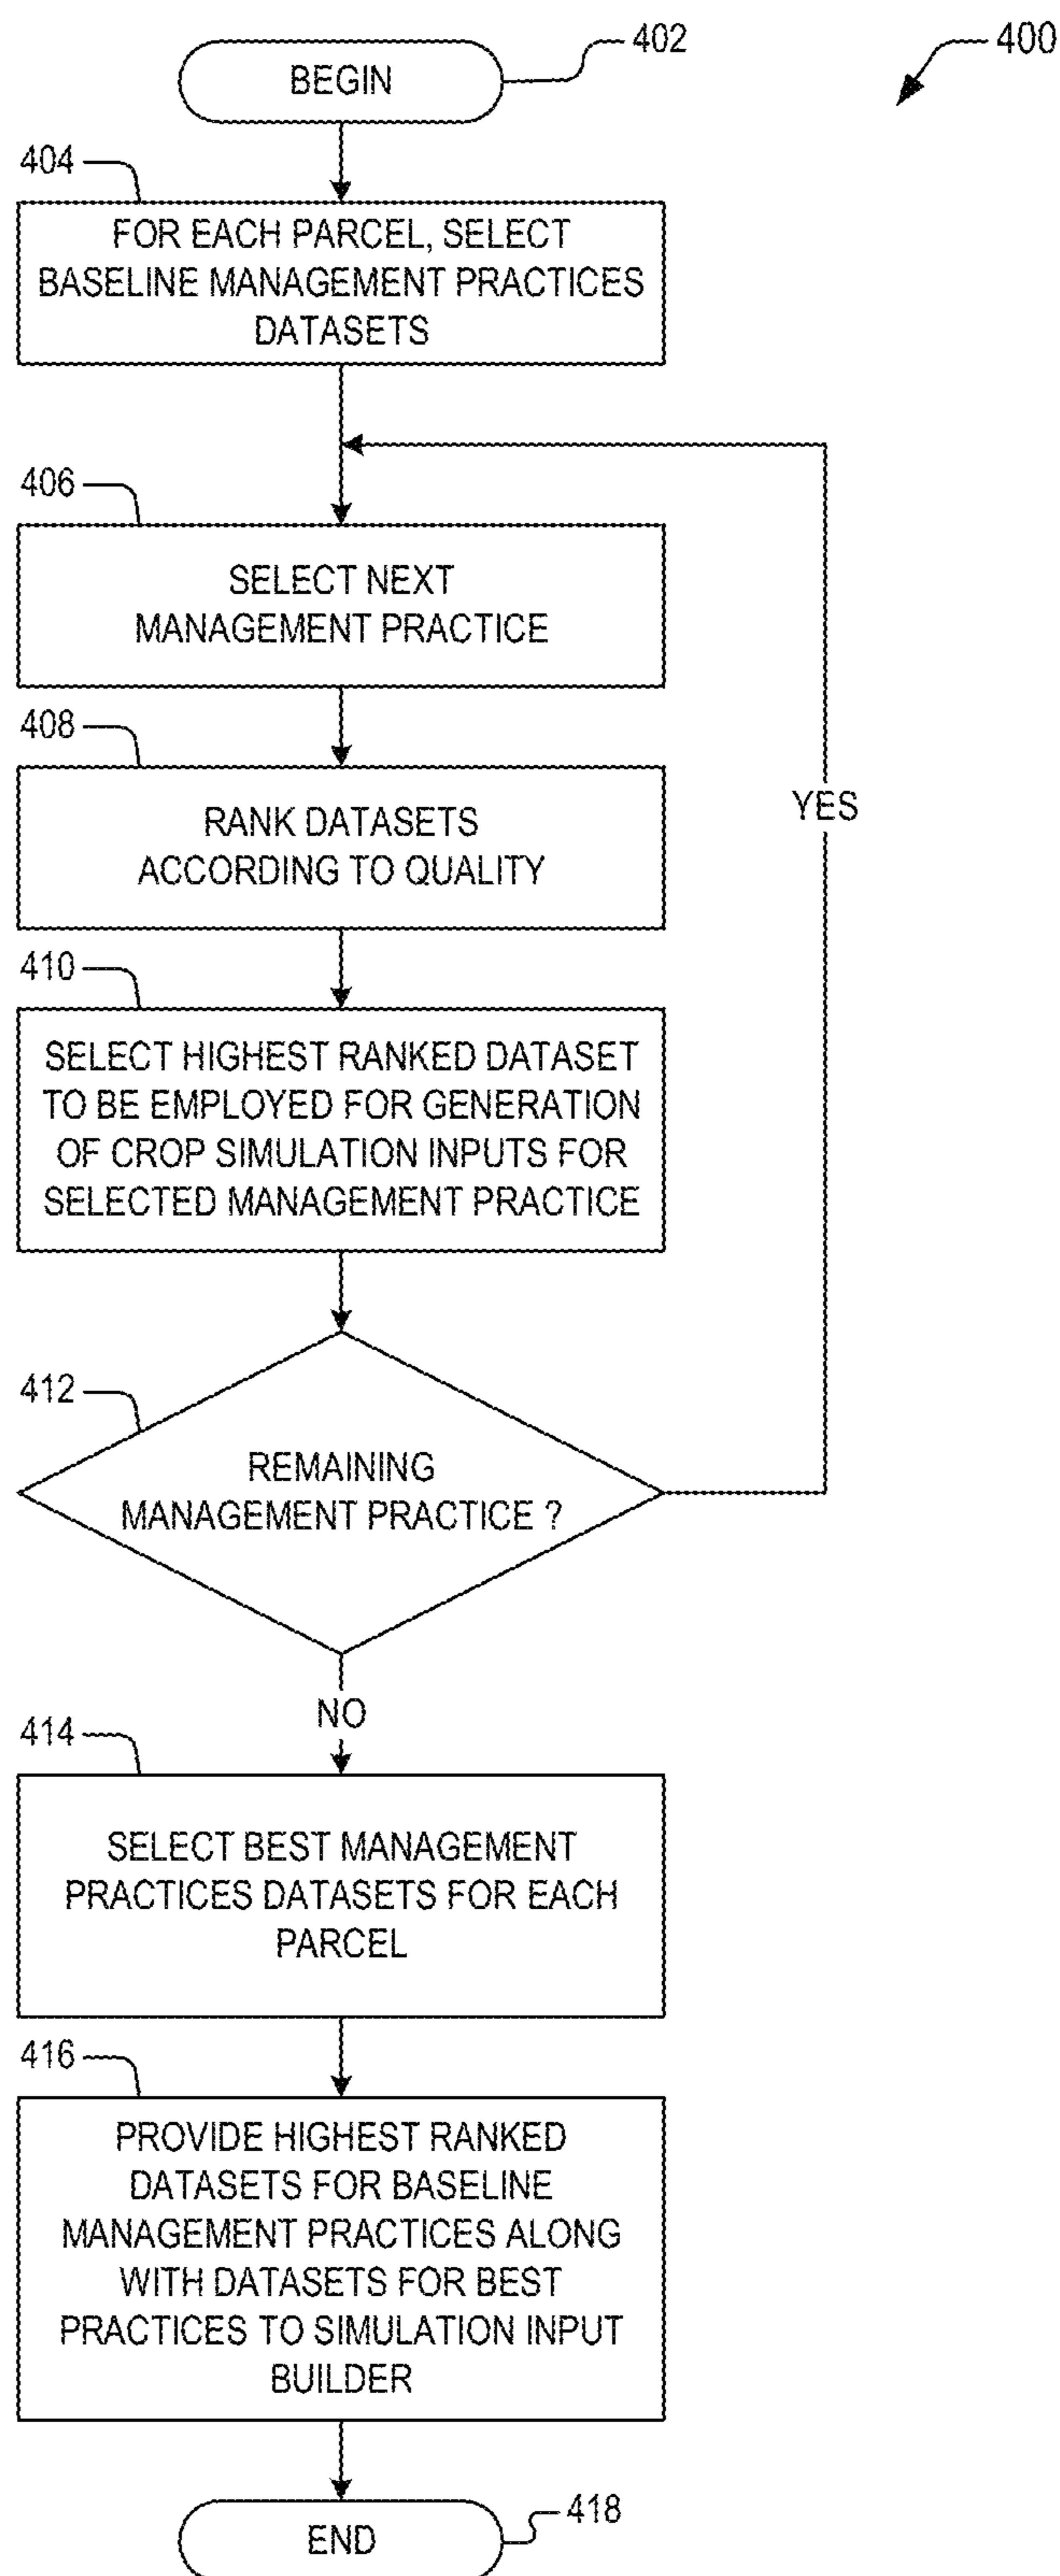 402
400
BEGIN
404
FOR EACH PARCEL, SELECT
BASELINE MANAGEMENT PRACTICES
DATASETS
406
SELECT NEXT
MANAGEMENT PRACTICE
408
RANK DATASETS
ACCORDING TO QUALITY
YES
410
SELECT HIGHEST RANKED DATASET
TO BE EMPLOYED FOR GENERATION
OF CROP SIMULATION INPUTS FOR
SELECTED MANAGEMENT PRACTICE
412
REMAINING
MANAGEMENT PRACTICE ?
NO
414
SELECT BEST MANAGEMENT
PRACTICES DATASETS FOR EACH
PARCEL
416
PROVIDE HIGHEST RANKED
DATASETS FOR BASELINE
MANAGEMENT PRACTICES ALONG
WITH DATASETS FOR BEST
PRACTICES TO SIMULATION INPUT
BUILDER
418
END